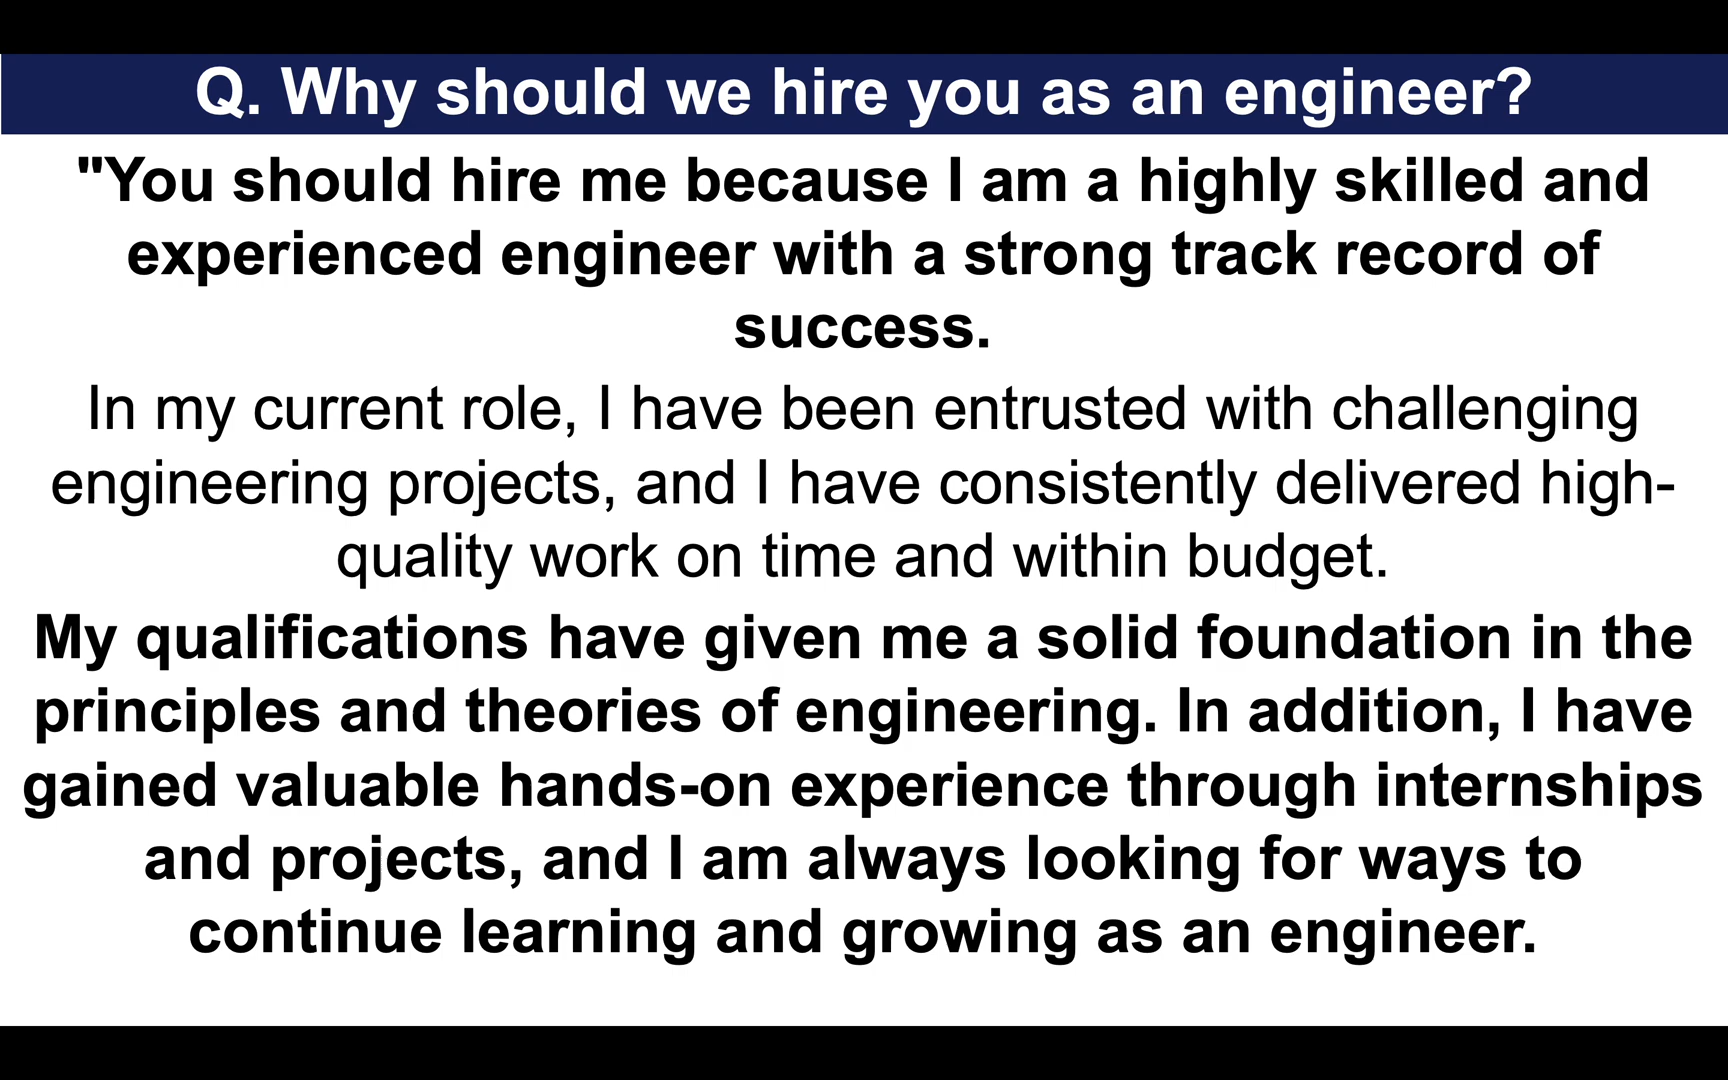 Q. Why should we hire you as an engineer?
"You should hire me because I am a highly skilled and
experienced engineer with a strong track record of
success.
In my current role, I have been entrusted with challenging
engineering projects, and I have consistently delivered high-
quality work on time and within budget.
My qualifications have given me a solid foundation in the
principles and theories of engineering. In addition, I have
gained valuable hands-on experience through internships
and projects, and I am always looking for ways to
continue learning and growing as an engineer.